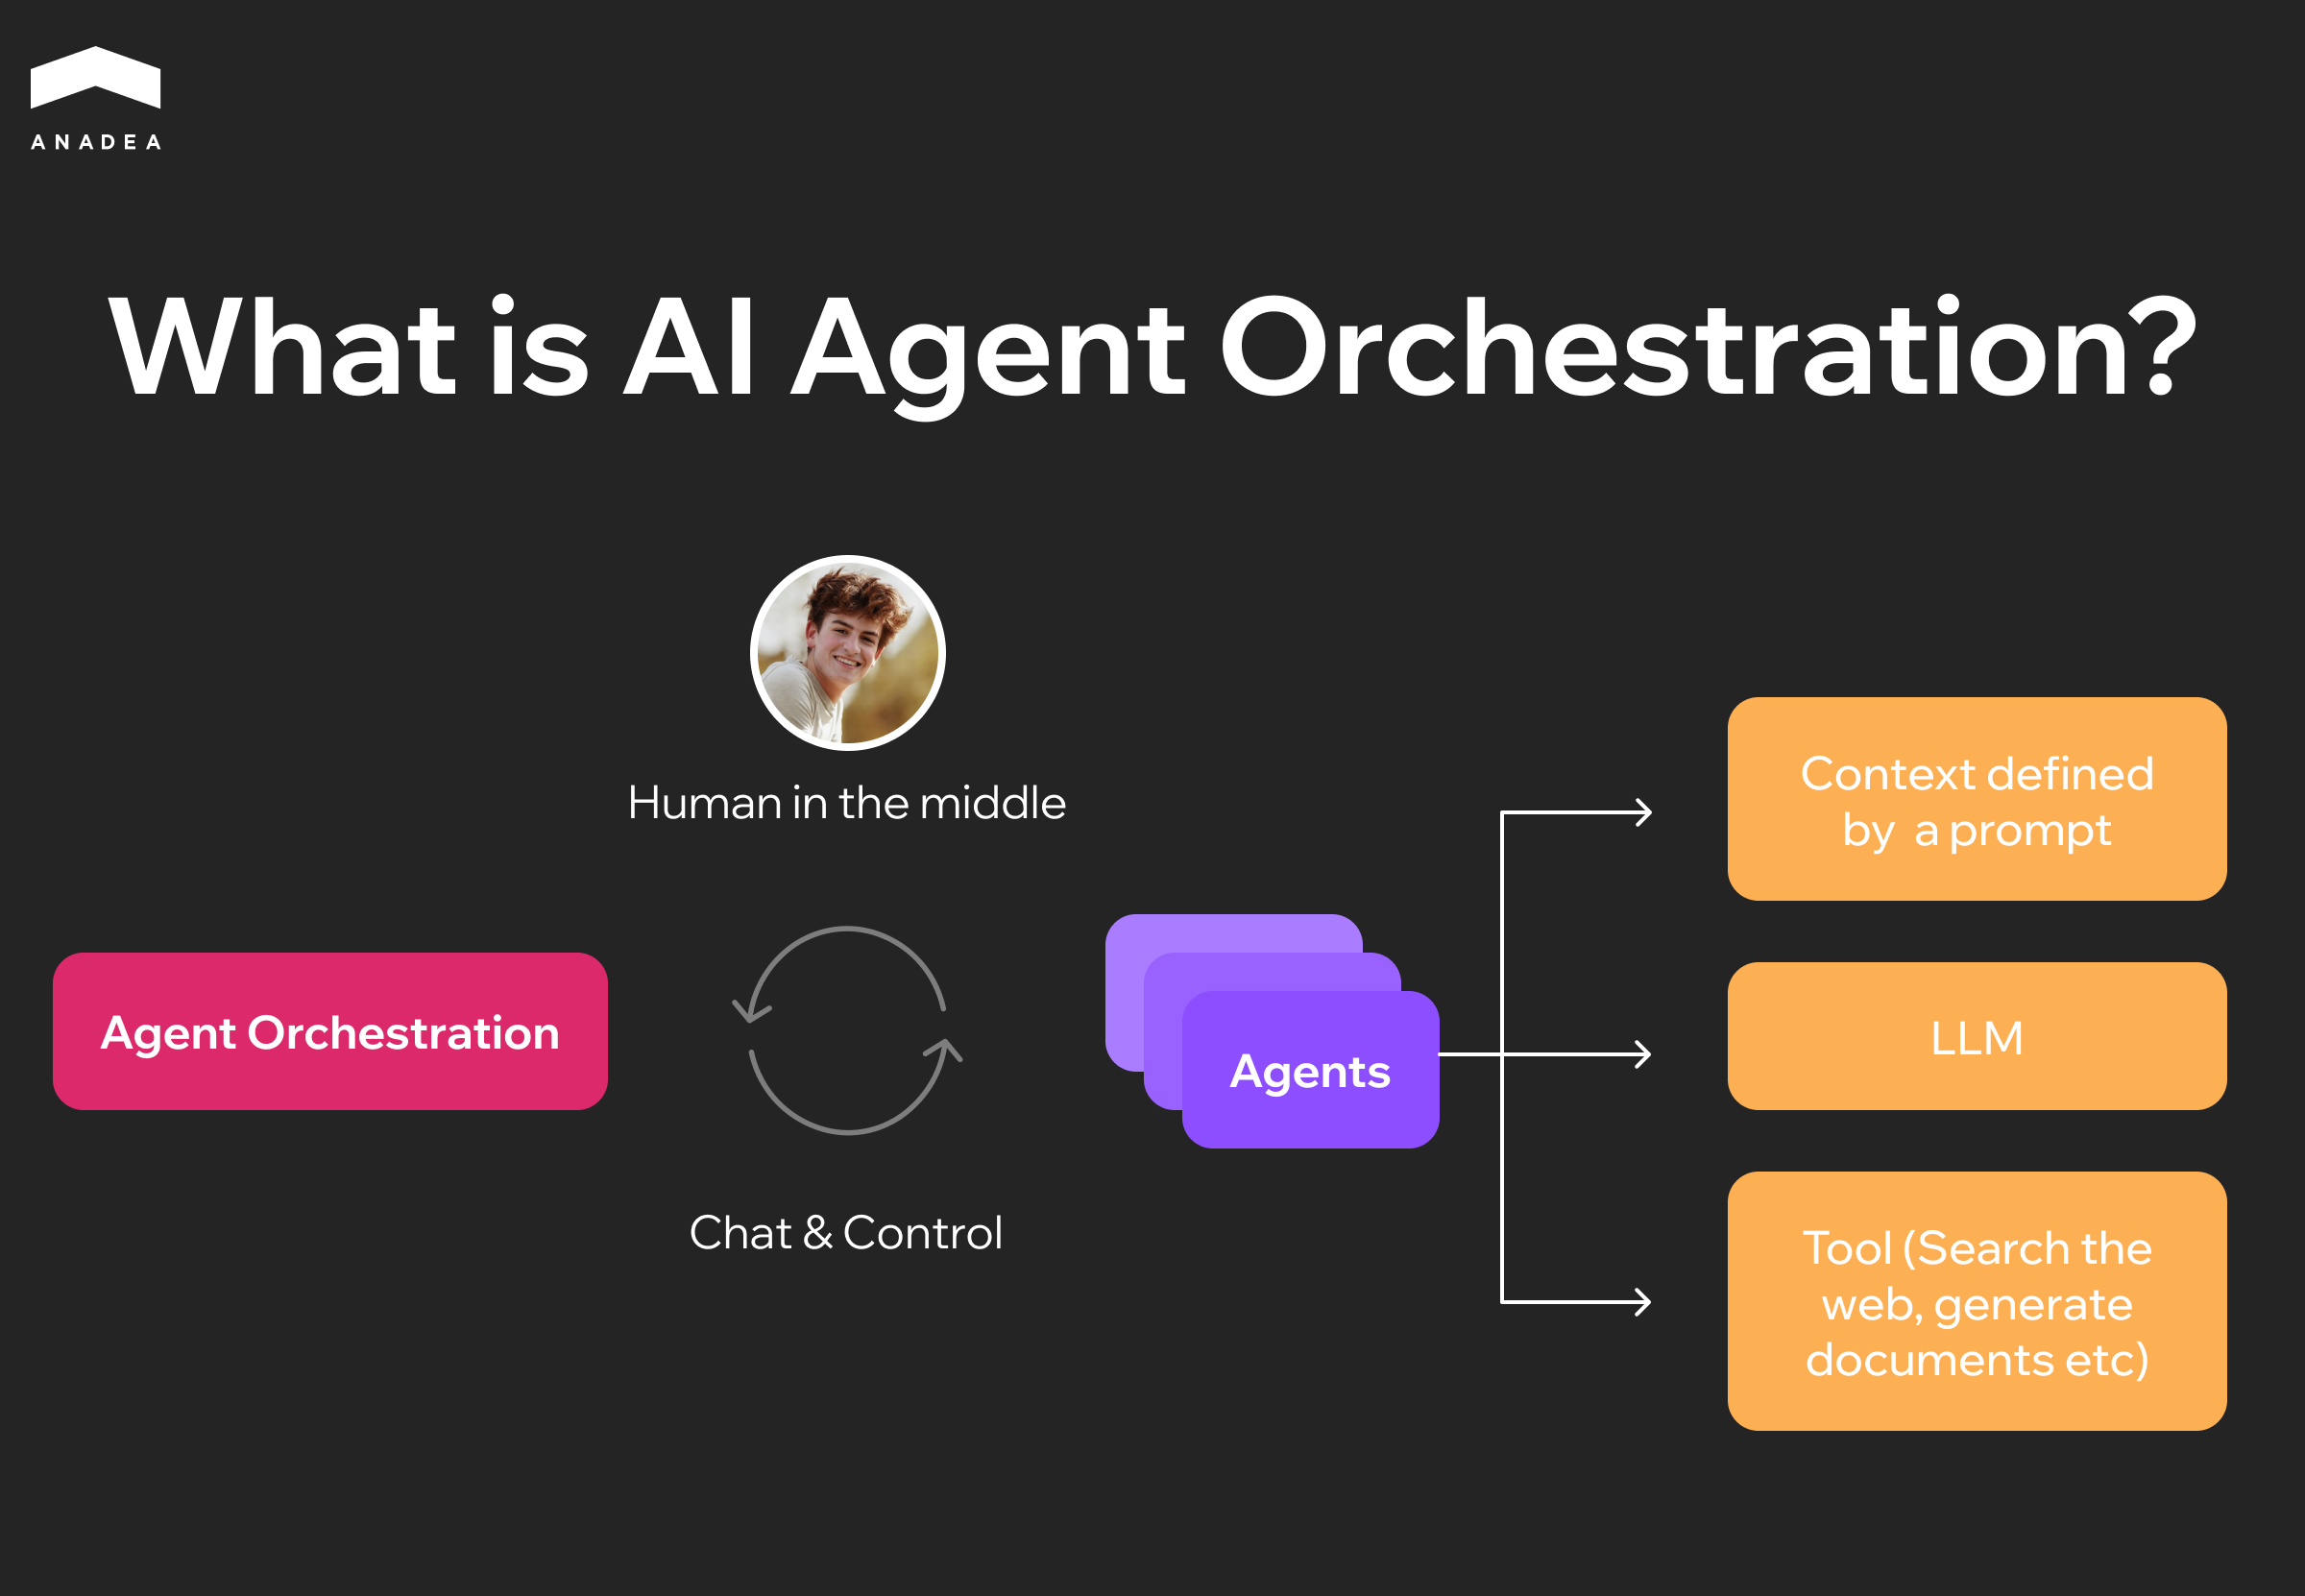 ANADEA
What is AI Agent Orchestration?
Human in the middle
Agent Orchestration
Chat & Control
Agents
Context defined
by a prompt
LLM
Tool (Search the
web, generate
documents etc)